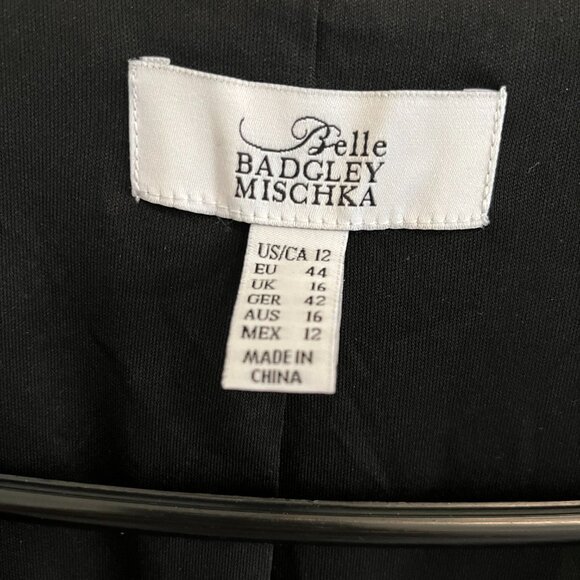 Belle
BADGLEY
MISCHKA
US/CA 12
EU 44
UK 16
GER 42
AUS 16
MEX 12
MADE IN
CHINA